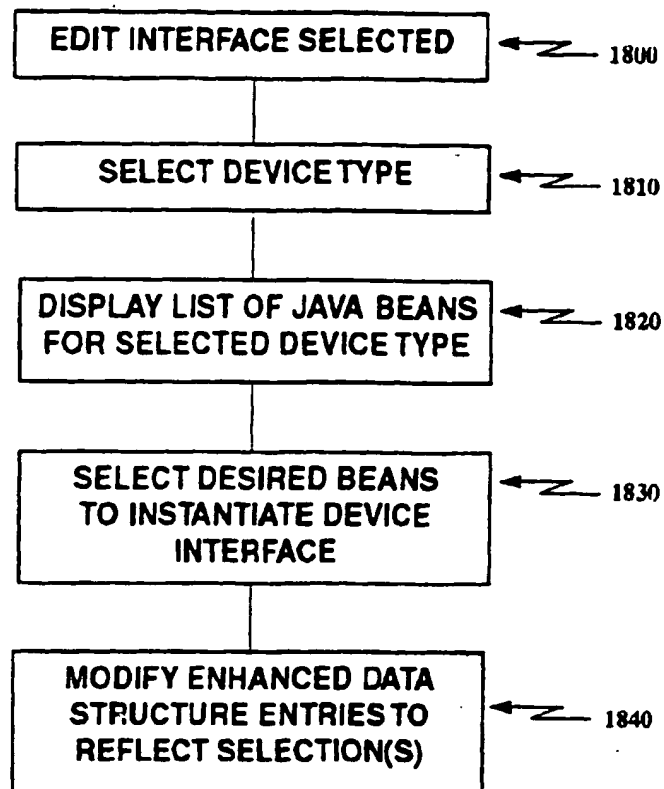 EDIT INTERFACE SELECTED
1800
SELECT DEVICE TYPE
1810
DISPLAY LIST OF JAVA BEANS
FOR SELECTED DEVICE TYPE
1820
SELECT DESIRED BEANS
TO INSTANTIATE DEVICE
INTERFACE
1830
MODIFY ENHANCED DATA
STRUCTURE ENTRIES TO
REFLECT SELECTION(S)
1840